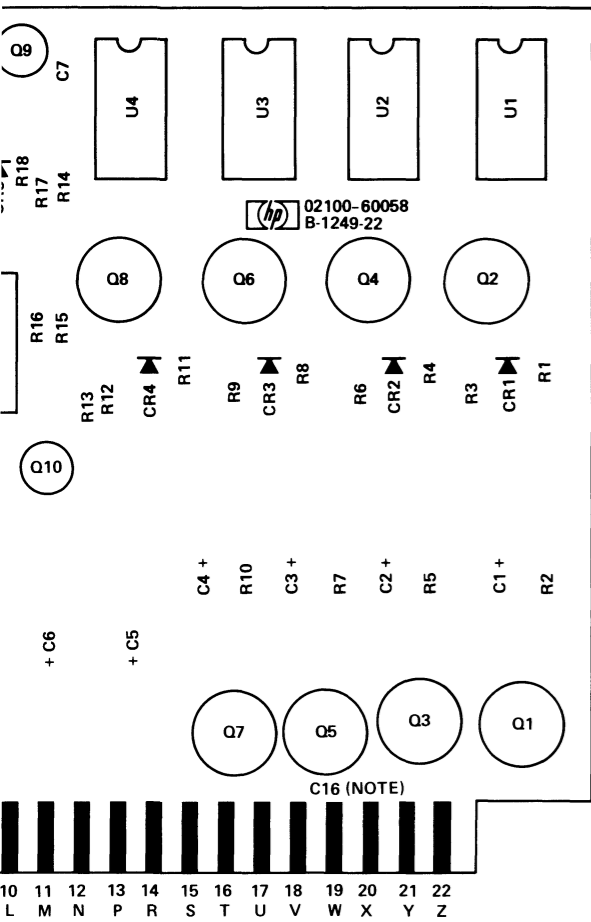 Q9
C7
U4
U3
U2
U1
R18
R17
R14
hp
02100-60058
B-1249-22
Q8
Q6
Q4
Q2
R16
R15
R13
R12
CR4
R11
R9
CR3
R8
R6
CR2
R4
R3
CR1
R1
Q10
C4 +
R10
C3 +
R7
C2 +
R5
C1 +
R2
+ C6
+ C5
Q7
Q5
Q3
Q1
C16 (NOTE)
10 11 12 13 14 15 16 17 18 19 20 21 22
L M N P R S T U V W X Y Z